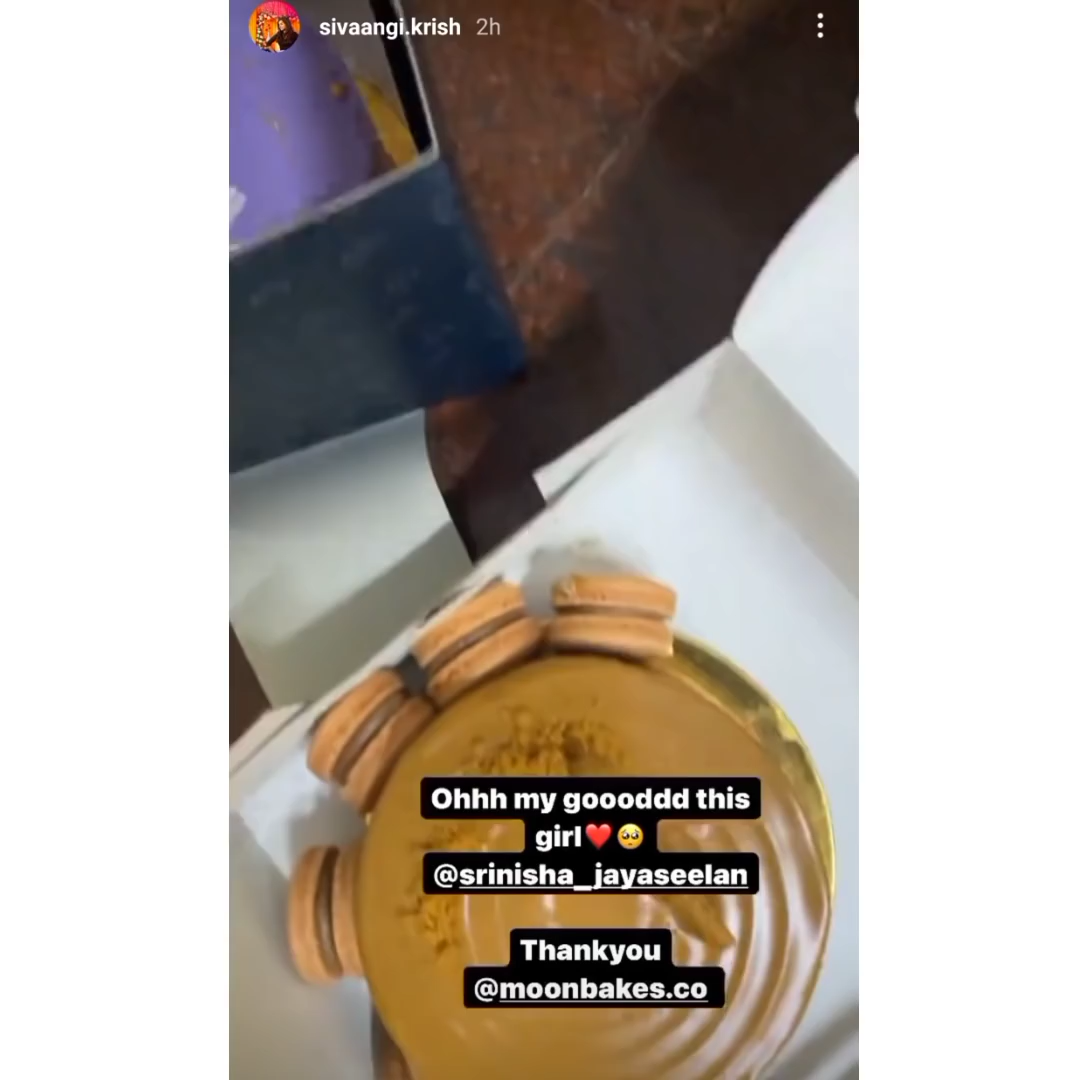 sivaangi.krish 2h
Ohhh my goooddd this
girl❤️🥺
@srinisha_jayaseelan
Thankyou
@moonbakes.co